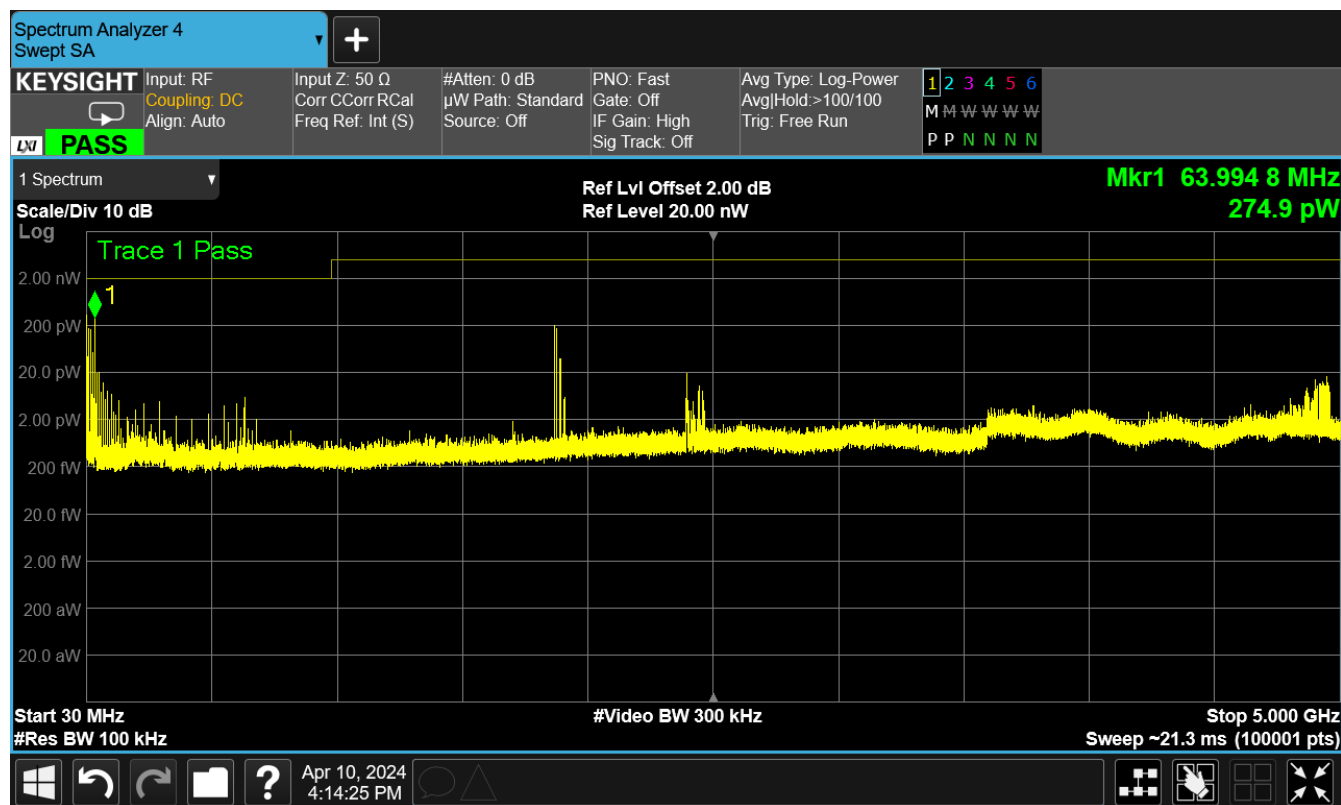 Spectrum Analyzer 4
Swept SA
KEYSIGHT
LXI PASS
Input: RF
Coupling: DC
Align: Auto
Input Z: 50 Ω
Corr CCorr RCal
Freq Ref: Int (S)
#Atten: 0 dB
µW Path: Standard
Source: Off
PNO: Fast
Gate: Off
IF Gain: High
Sig Track: Off
Avg Type: Log-Power
Avg|Hold:>100/100
Trig: Free Run
1 2 3 4 5 6
M M W W W W
P P N N N N
1 Spectrum
Scale/Div 10 dB
Log
Ref Lvl Offset 2.00 dB
Ref Level 20.00 nW
Mkr1 63.994 8 MHz
274.9 pW
Trace 1 Pass
1
2.00 nW
200 pW
20.0 pW
2.00 pW
200 fW
20.0 fW
2.00 fW
200 aW
20.0 aW
Start 30 MHz
#Res BW 100 kHz
#Video BW 300 kHz
Stop 5.000 GHz
Sweep ~21.3 ms (100001 pts)
?
Apr 10, 2024
4:14:25 PM